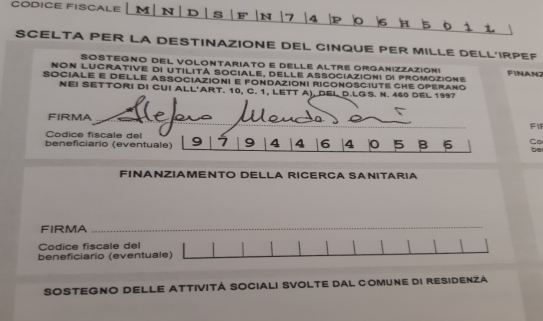 CODICE FISCALE M N D S F N 7 4 P 0 6 H 5 0 1 1
SCELTA PER LA DESTINAZIONE DEL CINQUE PER MILLE DELL'IRPEF
SOSTEGNO DEL VOLONTARIATO E DELLE ALTRE ORGANIZZAZIONI
NON LUCRATIVE DI UTILITÀ SOCIALE, DELLE ASSOCIAZIONI DI PROMOZIONE
SOCIALE E DELLE ASSOCIAZIONI E FONDAZIONI RICONOSCIUTE CHE OPERANO
NEI SETTORI DI CUI ALL'ART. 10, C. 1, LETT A), DEL D.LGS. N. 460 DEL 1997
FINANZ
FIRMA Stefano
Codice fiscale del
beneficiario (eventuale) 9 7 9 4 4 6 4 0 5 8 6
FINANZIAMENTO DELLA RICERCA SANITARIA
FIRMA
Codice fiscale del
beneficiario (eventuale)
SOSTEGNO DELLE ATTIVITÀ SOCIALI SVOLTE DAL COMUNE DI RESIDENZA